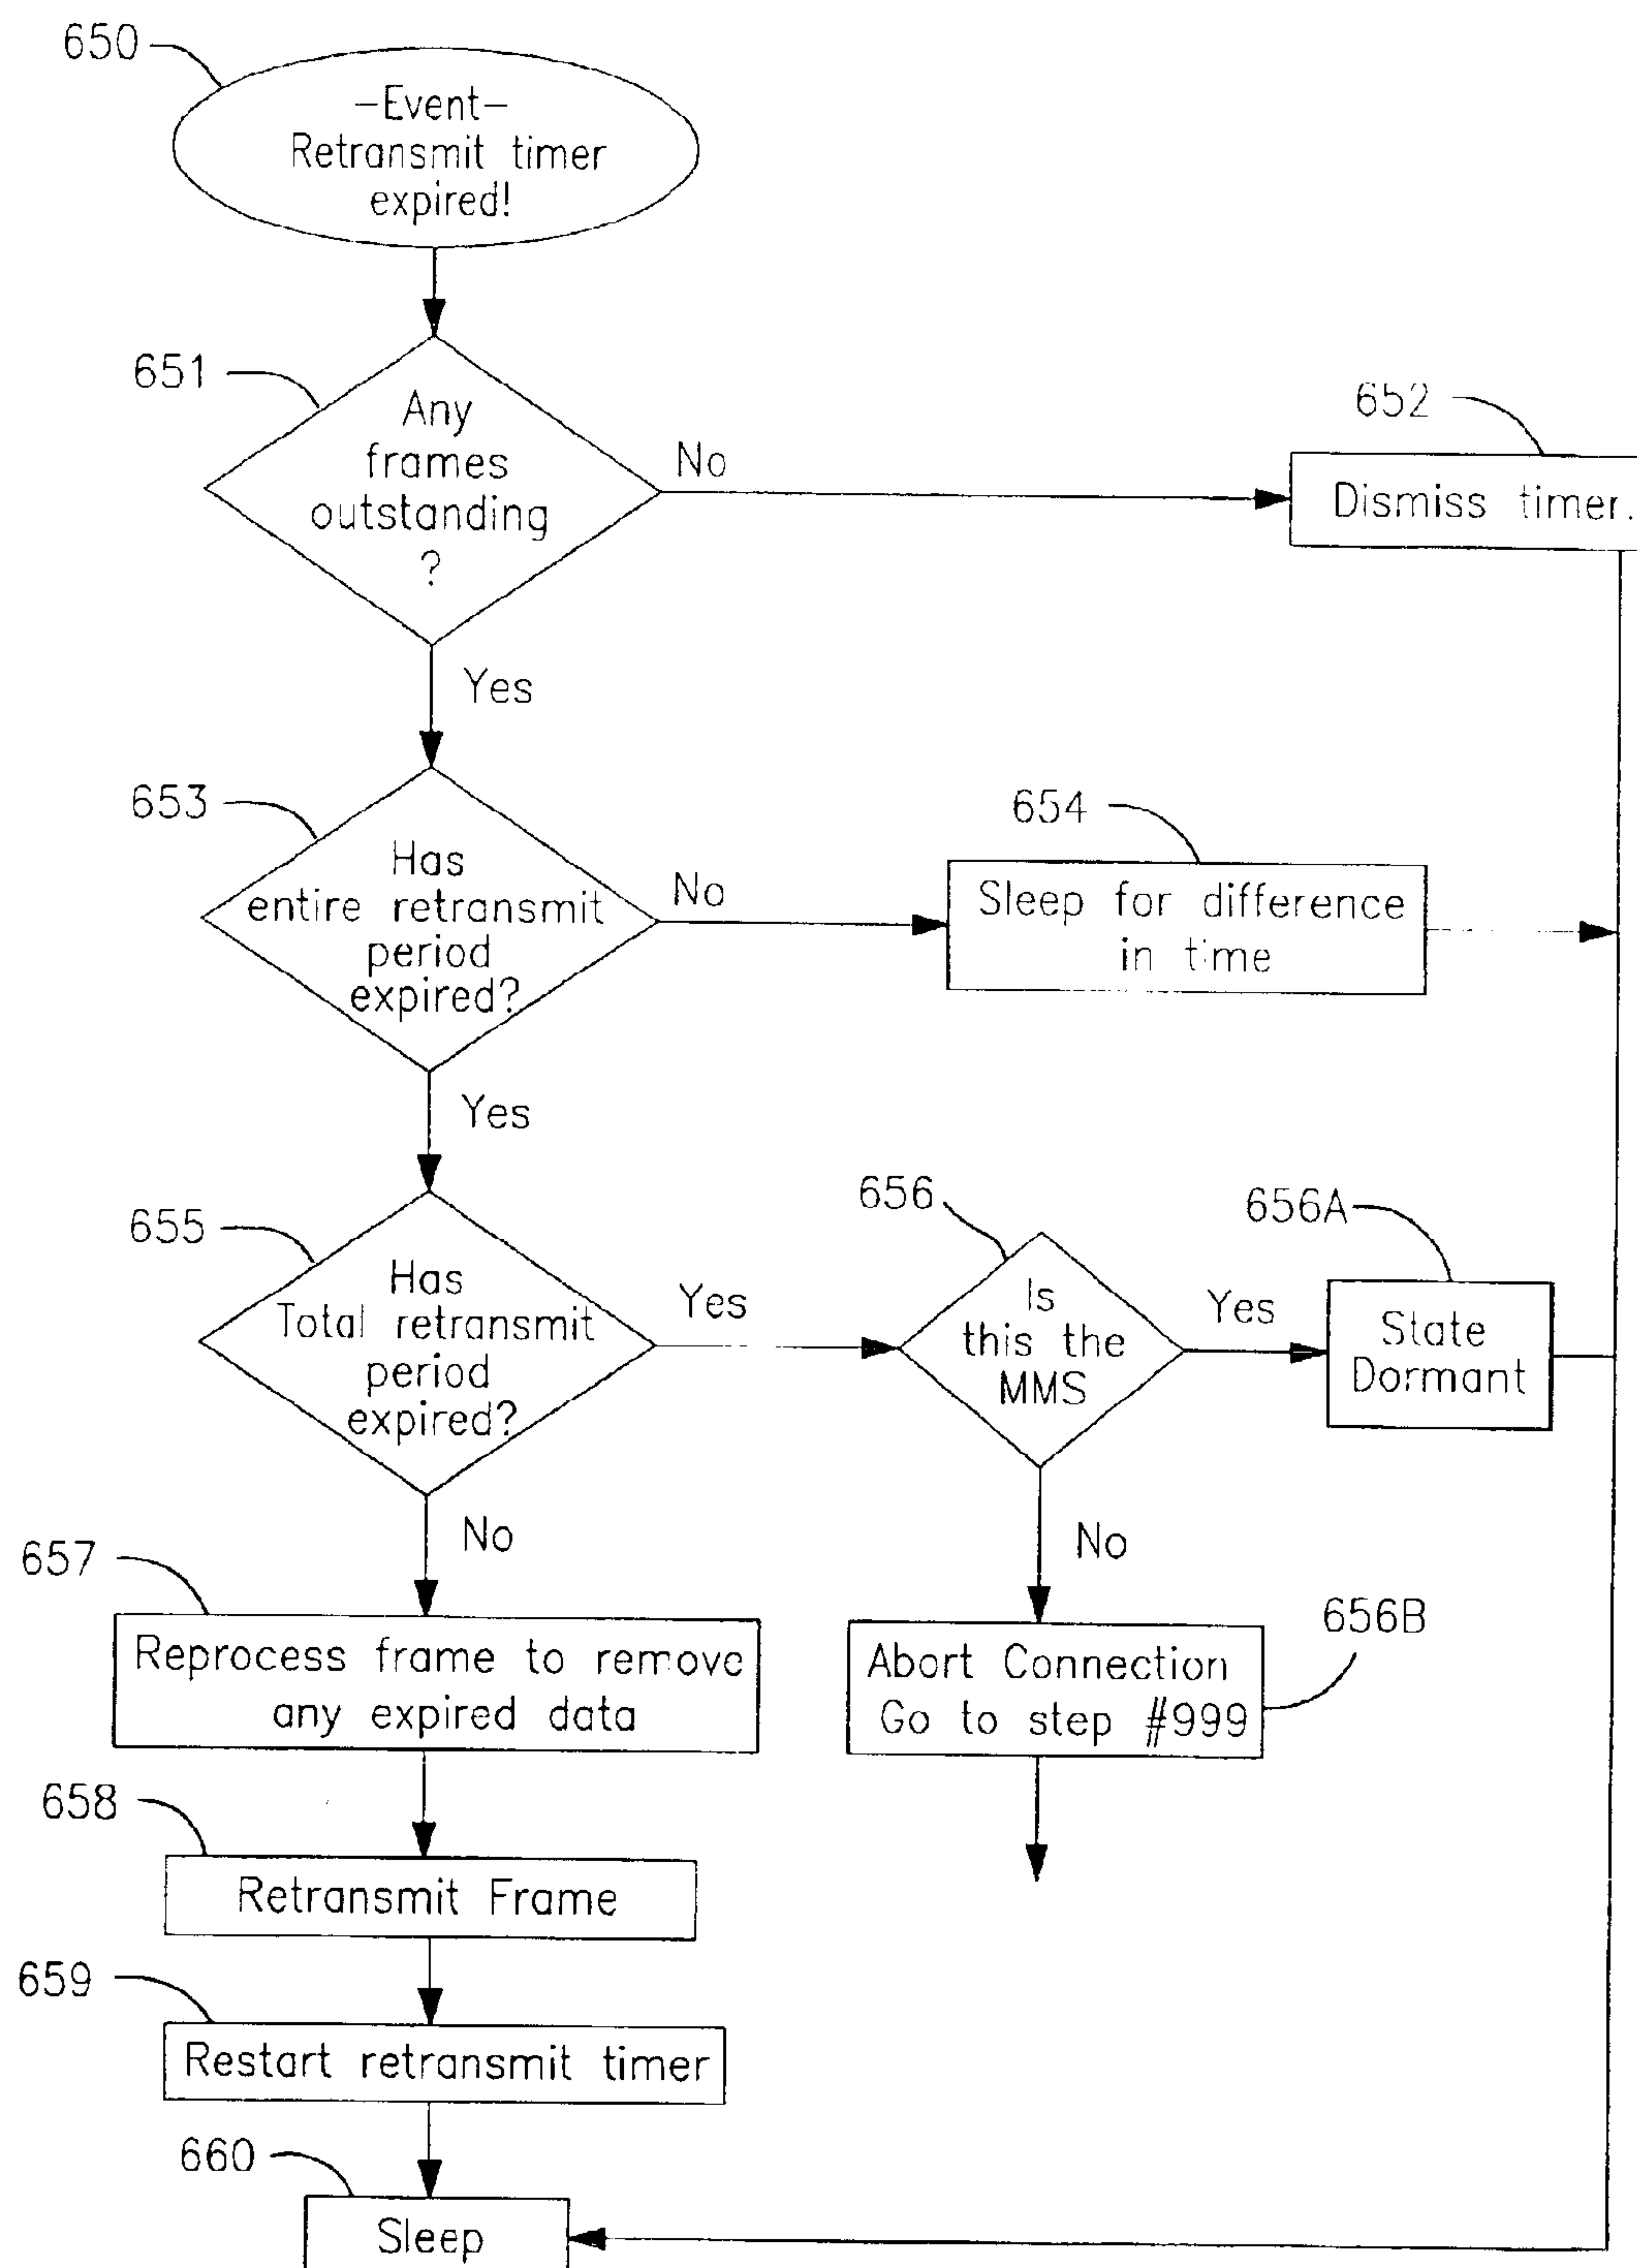 650
–Event–
Retransmit timer
expired!
651
Any
frames
outstanding
?
No
652
Dismiss timer.
Yes
653
Has
entire retransmit
period
expired?
No
654
Sleep for difference
in time
Yes
655
Has
Total retransmit
period
expired?
Yes
656
Is
this the
MMS
Yes
656A
State
Dormant
No
No
657
Reprocess frame to remove
any expired data
656B
Abort Connection
Go to step #999
658
Retransmit Frame
659
Restart retransmit timer
660
Sleep